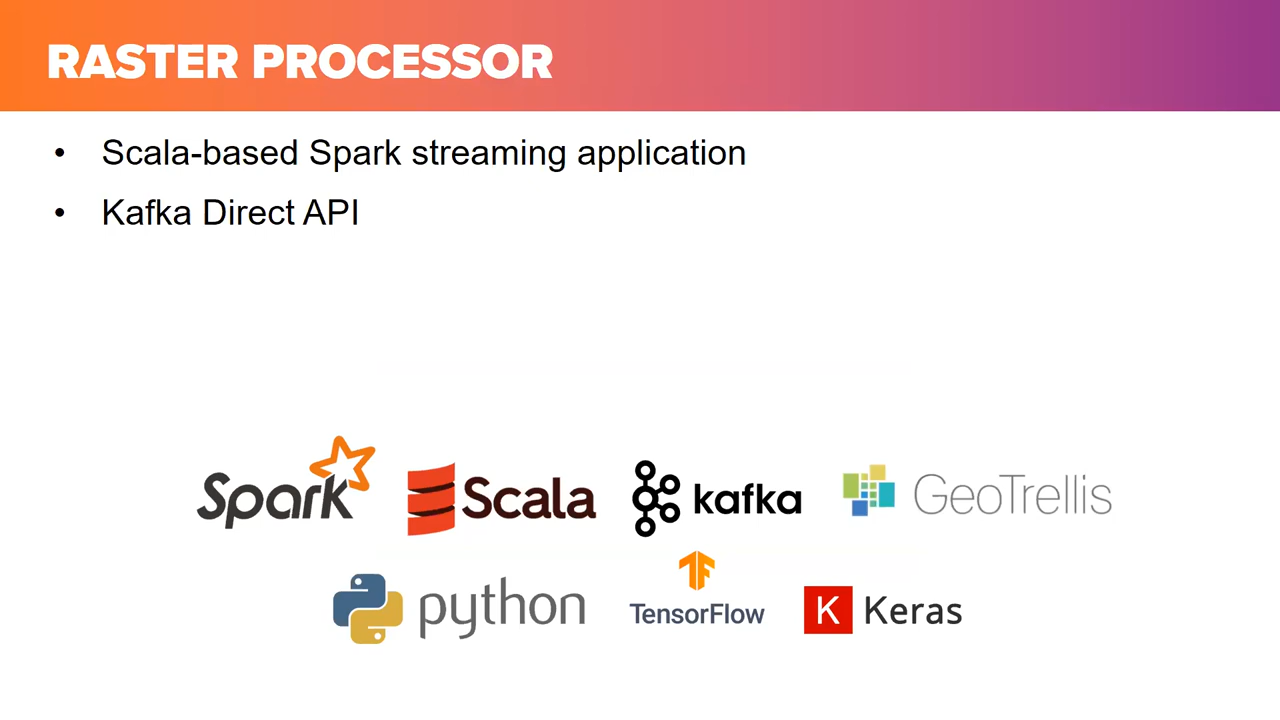 RASTER PROCESSOR
• Scala-based Spark streaming application
• Kafka Direct API
Spark Scala kafka GeoTrellis
python TensorFlow K Keras